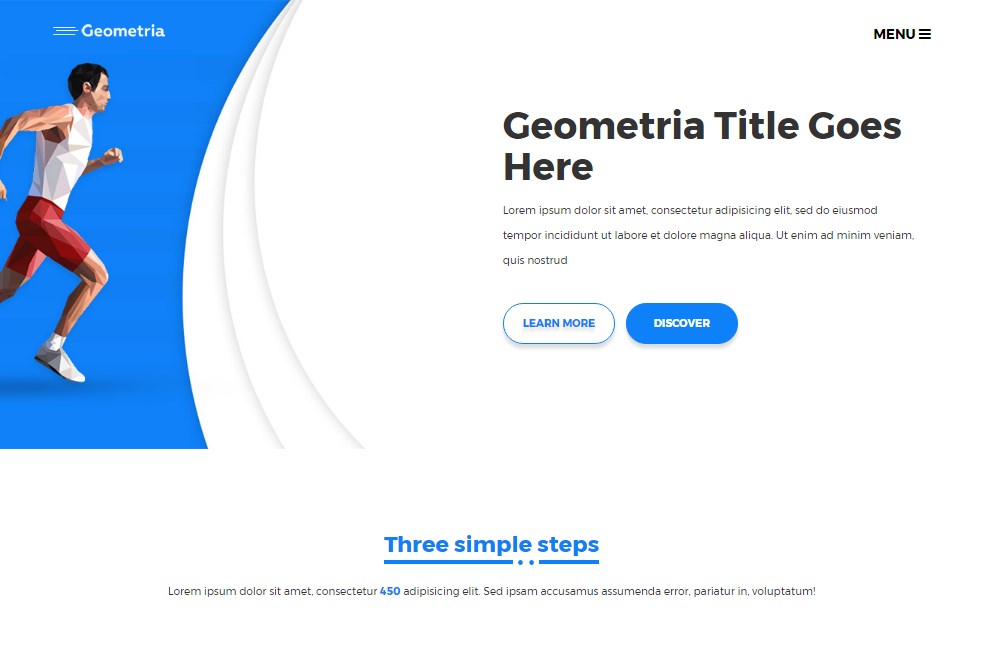 Geometria
MENU
Geometria Title Goes
Here
Lorem ipsum dolor sit amet, consectetur adipisicing elit, sed do eiusmod
tempor incididunt ut labore et dolore magna aliqua. Ut enim ad minim veniam,
quis nostrud
LEARN MORE
DISCOVER
Three simple steps
Lorem ipsum dolor sit amet, consectetur 450 adipisicing elit. Sed ipsam accusamus assumenda error, pariatur in, voluptatum!